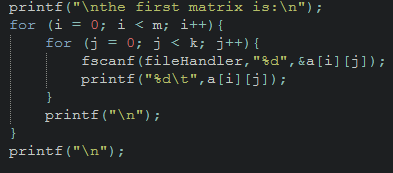 printf("\nthe first matrix is:\n");
for (i = 0; i < m; i++){
for (j = 0; j < k; j++){
fscanf(fileHandler,"%d",&a[i][j]);
printf("%d\t",a[i][j]);
}
printf("\n");
}
printf("\n");